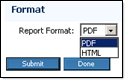 Format
Report Format: PDF
PDF
HTML
Submit Done